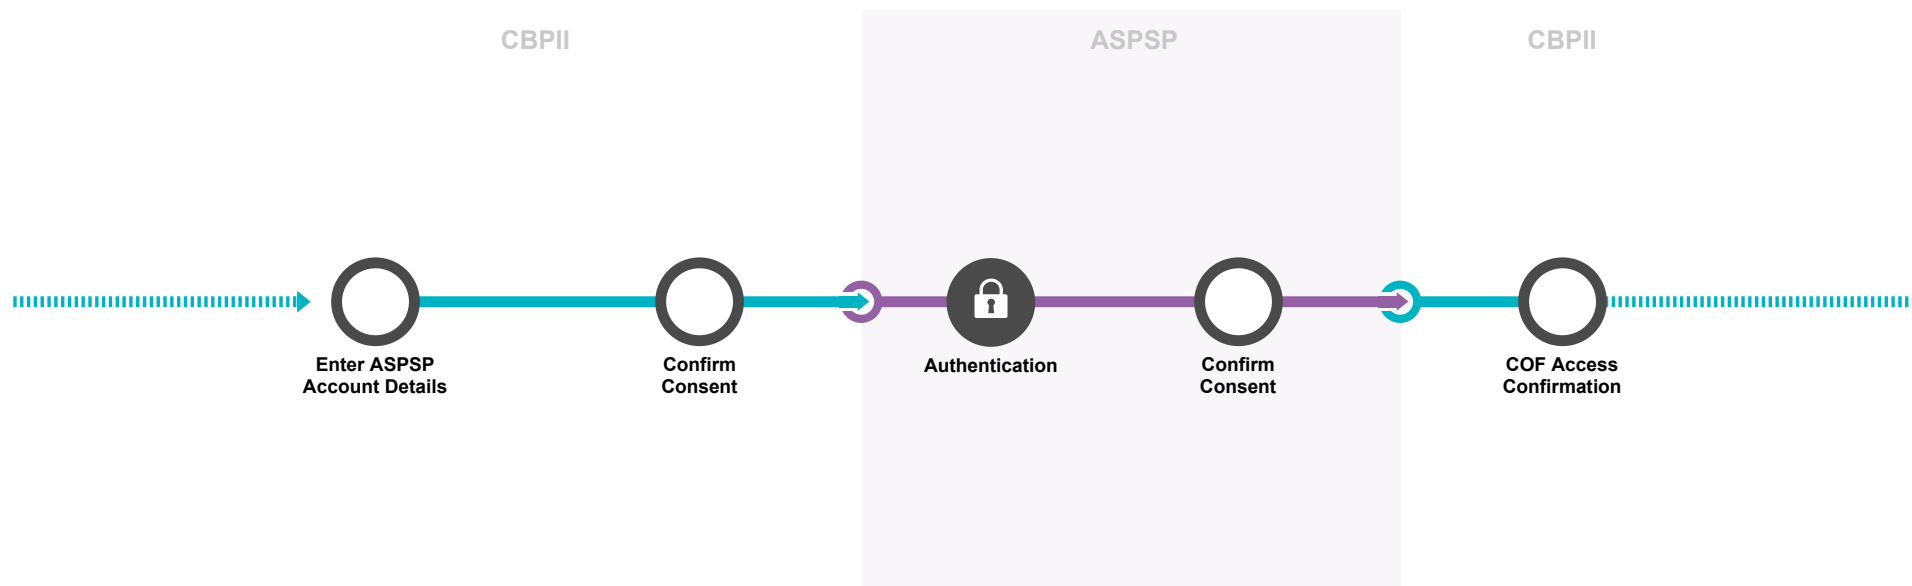 CBPII
ASPSP
CBPII
Enter ASPSP
Account Details
Confirm
Consent
Authentication
Confirm
Consent
COF Access
Confirmation